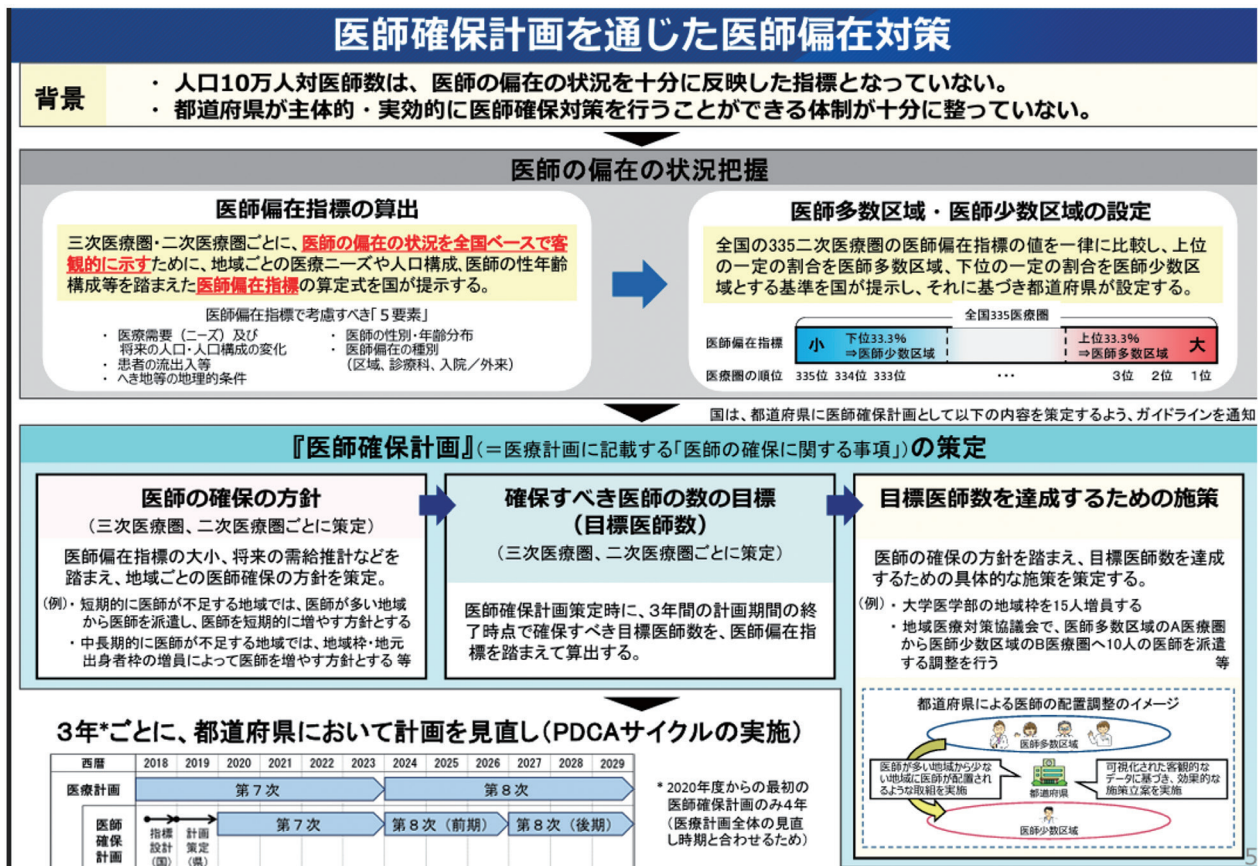 医師確保計画を通じた医師偏在対策
背景
・ 人口10万人対医師数は、医師の偏在の状況を十分に反映した指標となっていない。
・ 都道府県が主体的・実効的に医師確保対策を行うことができる体制が十分に整っていない。
医師の偏在の状況把握
医師偏在指標の算出
三次医療圏・二次医療圏ごとに、医師の偏在の状況を全国ベースで客
観的に示すために、地域ごとの医療ニーズや人口構成、医師の性年齢
構成等を踏まえた医師偏在指標の算定式を国が提示する。
医師偏在指標で考慮すべき「5要素」
・ 医療需要（ニーズ）及び
将来の人口・人口構成の変化
・ 患者の流出入等
・ へき地等の地理的条件
・ 医師の性別・年齢分布
・ 医師偏在の種別
（区域、診療科、入院／外来）
医師多数区域・医師少数区域の設定
全国の335二次医療圏の医師偏在指標の値を一律に比較し、上位
の一定の割合を医師多数区域、下位の一定の割合を医師少数区
域とする基準を国が提示し、それに基づき都道府県が設定する。
全国335医療圏
医師偏在指標
小
下位33.3%
⇒医師少数区域
上位33.3%
⇒医師多数区域
大
医療圏の順位 335位 334位 333位 ・・・ 3位 2位 1位
国は、都道府県に医師確保計画として以下の内容を策定するよう、ガイドラインを通知
『医師確保計画』（＝医療計画に記載する「医師の確保に関する事項」）の策定
医師の確保の方針
（三次医療圏、二次医療圏ごとに策定）
医師偏在指標の大小、将来の需給推計などを
踏まえ、地域ごとの医師確保の方針を策定。
（例）・ 短期的に医師が不足する地域では、医師が多い地域
から医師を派遣し、医師を短期的に増やす方針とする
・ 中長期的に医師が不足する地域では、地域枠・地元
出身者枠の増員によって医師を増やす方針とする 等
確保すべき医師の数の目標
（目標医師数）
（三次医療圏、二次医療圏ごとに策定）
医師確保計画策定時に、3年間の計画期間の終
了時点で確保すべき目標医師数を、医師偏在指
標を踏まえて算出する。
目標医師数を達成するための施策
医師の確保の方針を踏まえ、目標医師数を達成
するための具体的な施策を策定する。
（例）・ 大学医学部の地域枠を15人増員する
・ 地域医療対策協議会で、医師多数区域のA医療圏
から医師少数区域のB医療圏へ10人の医師を派遣
する調整を行う 等
都道府県による医師の配置調整のイメージ
医師多数区域
医師が多い地域から少な
い地域に医師が配置され
るような取組を実施
都道府県
可視化された客観的な
データに基づき、効果的な
施策立案を実施
医師少数区域
3年*ごとに、都道府県において計画を見直し（PDCAサイクルの実施）
西暦 2018 2019 2020 2021 2022 2023 2024 2025 2026 2027 2028 2029
医療計画 第7次 第8次
医師
確保
計画
指標
設計
（国）
計画
策定
（県）
第7次 第8次（前期） 第8次（後期）
* 2020年度からの最初の
医師確保計画のみ4年
（医療計画全体の見直
し時期と合わせるため）
5